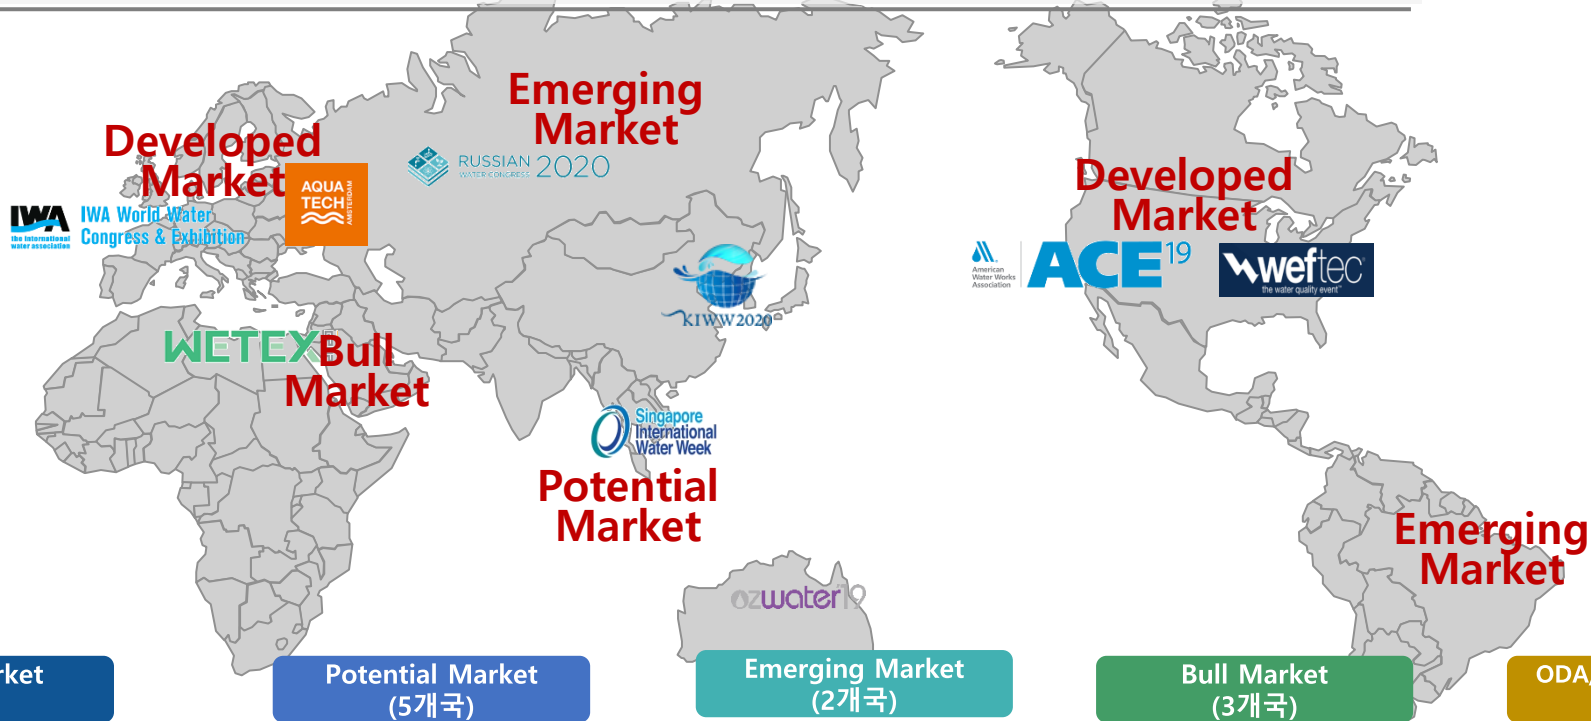 Emerging
Market
Developed
Market
RUSSIAN 2020
WATER CONGRESS
AQUA
TECH
AMSTERDAM
IWA
the international
water association
IWA World Water
Congress & Exhibition
Developed
Market
American
Water Works
Association
ACE19
weftec
the water quality event™
KIWW2020
WETEX
Bull
Market
Singapore
International
Water Week
Potential
Market
Emerging
Market
ozwater19
rket
Potential Market
(5개국)
Emerging Market
(2개국)
Bull Market
(3개국)
ODA